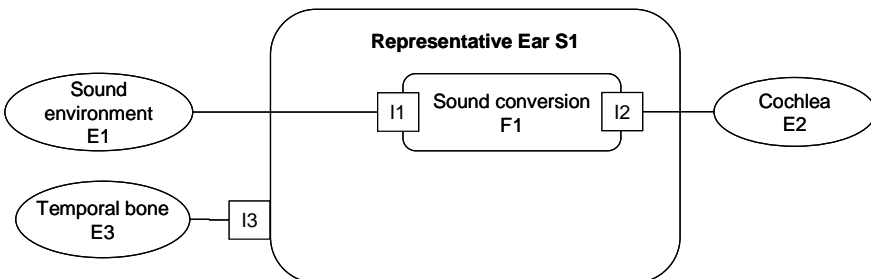 Representative Ear S1
Sound
environment
E1
I1
Sound conversion
F1
I2
Cochlea
E2
Temporal bone
E3
I3